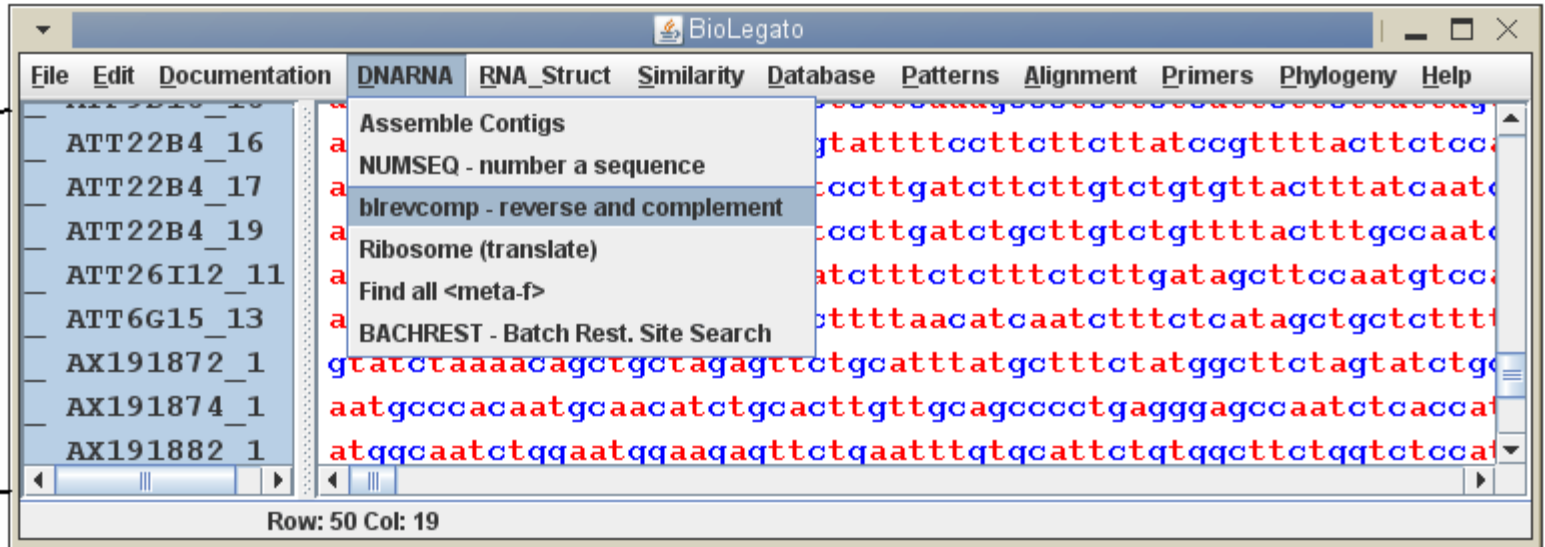 BioLegato
File Edit Documentation DNARNA RNA_Struct Similarity Database Patterns Alignment Primers Phylogeny Help
Assemble Contigs
NUMSEQ - number a sequence
blrevcomp - reverse and complement
Ribosome (translate)
Find all <meta-f>
BACHREST - Batch Rest. Site Search
_ ATT22B4_16 a gtattttccttcttcttatccgttttacttctcc
_ ATT22B4_17 a ccttgatcttcttgtctgtgttactttatcaat
_ ATT22B4_19 a ccttgatctgcttgtctgttttactttgccaat
_ ATT26I12_11 a atctttctctttctcttgatagcttccaatgtcc
_ ATT6G15_13 a cttttaacatcaatctttctcatagctgctcttt
_ AX191872_1 gtatctaaaacagctgctagagttctgcatttatgctttctatggcttctagtatctg
_ AX191874_1 aatgcccacaatgcaacatctgcacttgttgcagcccctgagggagccaatctcacca
_ AX191882_1 atggcaatctggaatggaagagttctgaatttgtgcattctgtggcttctggtctcca
Row: 50 Col: 19